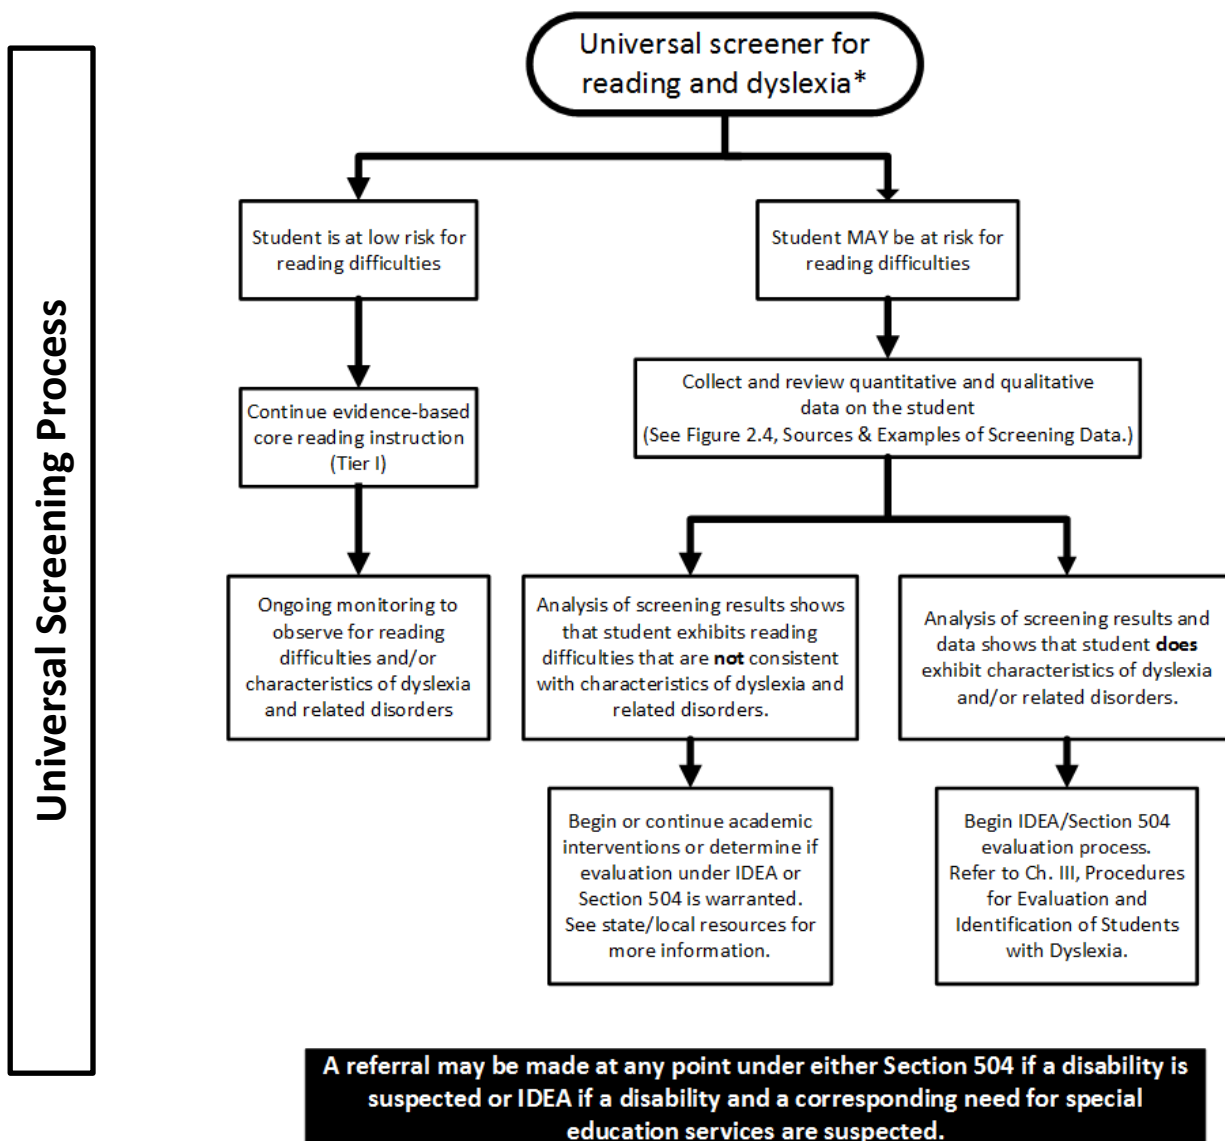 Universal Screening Process
Universal screener for
reading and dyslexia*
Student is at low risk for
reading difficulties
Student MAY be at risk for
reading difficulties
Continue evidence-based
core reading instruction
(Tier I)
Collect and review quantitative and qualitative
data on the student
(See Figure 2.4, Sources & Examples of Screening Data.)
Ongoing monitoring to
observe for reading
difficulties and/or
characteristics of dyslexia
and related disorders
Analysis of screening results shows
that student exhibits reading
difficulties that are not consistent
with characteristics of dyslexia and
related disorders.
Analysis of screening results and
data shows that student does
exhibit characteristics of dyslexia
and/or related disorders.
Begin or continue academic
interventions or determine if
evaluation under IDEA or
Section 504 is warranted.
See state/local resources for
more information.
Begin IDEA/Section 504
evaluation process.
Refer to Ch. III, Procedures
for Evaluation and
Identification of Students
with Dyslexia.
A referral may be made at any point under either Section 504 if a disability is
suspected or IDEA if a disability and a corresponding need for special
education services are suspected.